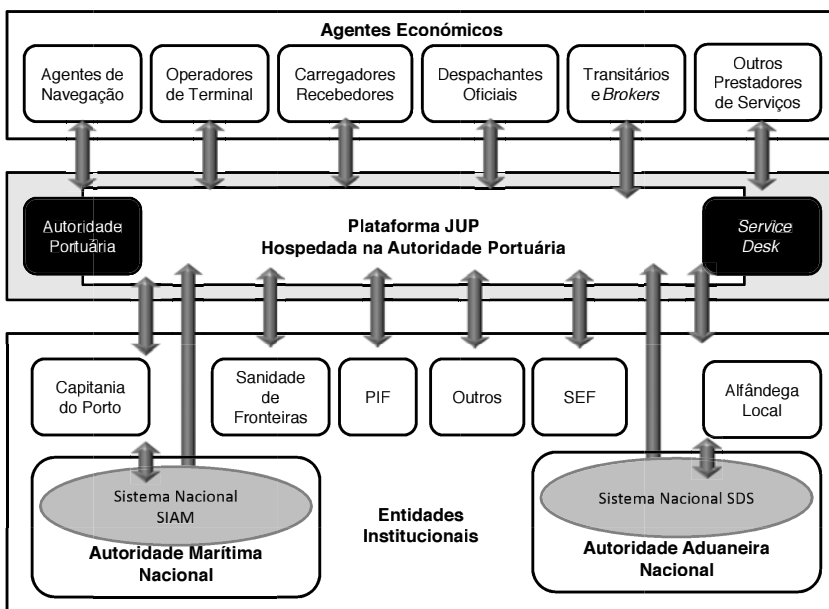 Agentes Económicos
Agentes de
Navegação
Operadores
de Terminal
Carregadores
Recebedores
Despachantes
Oficiais
Transitários
e Brokers
Outros
Prestadores
de Serviços
Autoridade
Portuária
Plataforma JUP
Hospedada na Autoridade Portuária
Service
Desk
Capitania
do Porto
Sanidade
de
Fronteiras
PIF
Outros
SEF
Alfândega
Local
Sistema Nacional
SIAM
Autoridade Marítima
Nacional
Entidades
Institucionais
Sistema Nacional SDS
Autoridade Aduaneira
Nacional